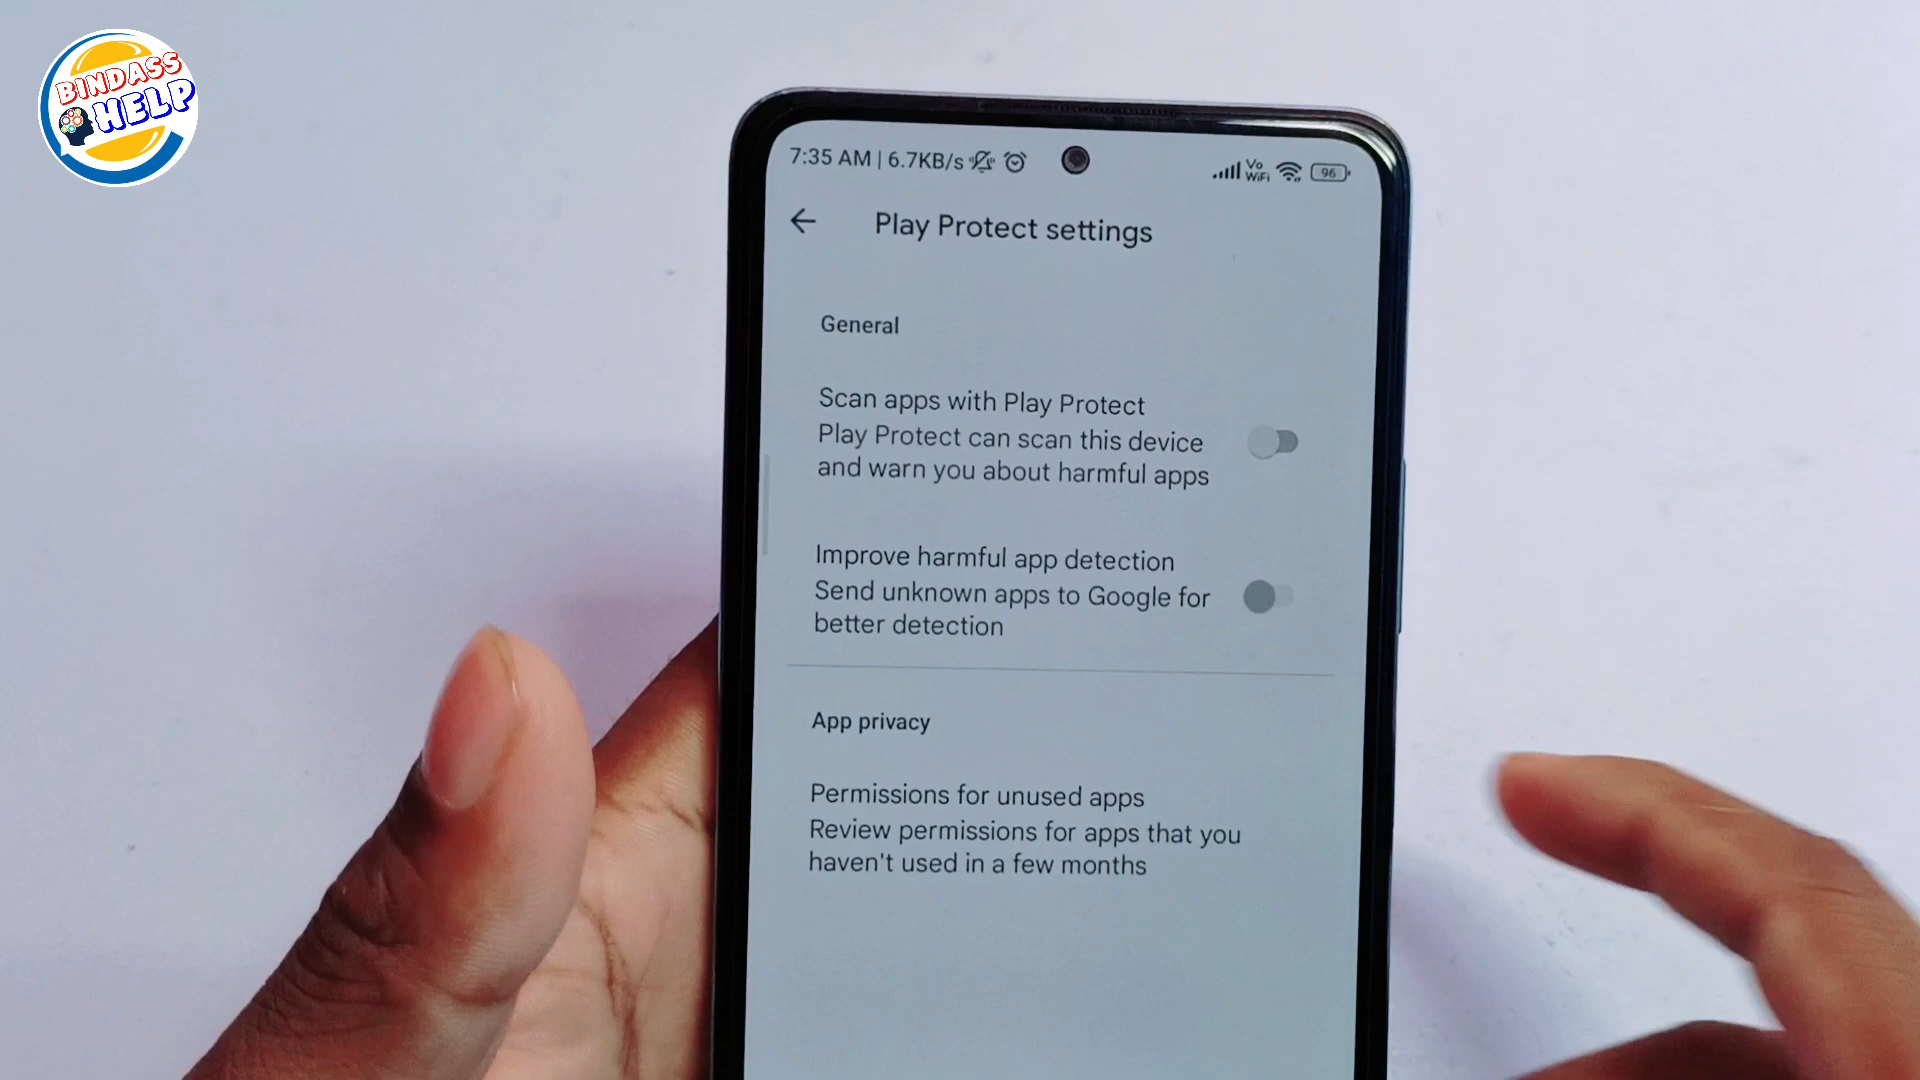 BINDASS
HELP
7:35 AM | 6.7KB/s
Vo
WiFi
96
Play Protect settings
General
Scan apps with Play Protect
Play Protect can scan this device
and warn you about harmful apps
Improve harmful app detection
Send unknown apps to Google for
better detection
App privacy
Permissions for unused apps
Review permissions for apps that you
haven't used in a few months